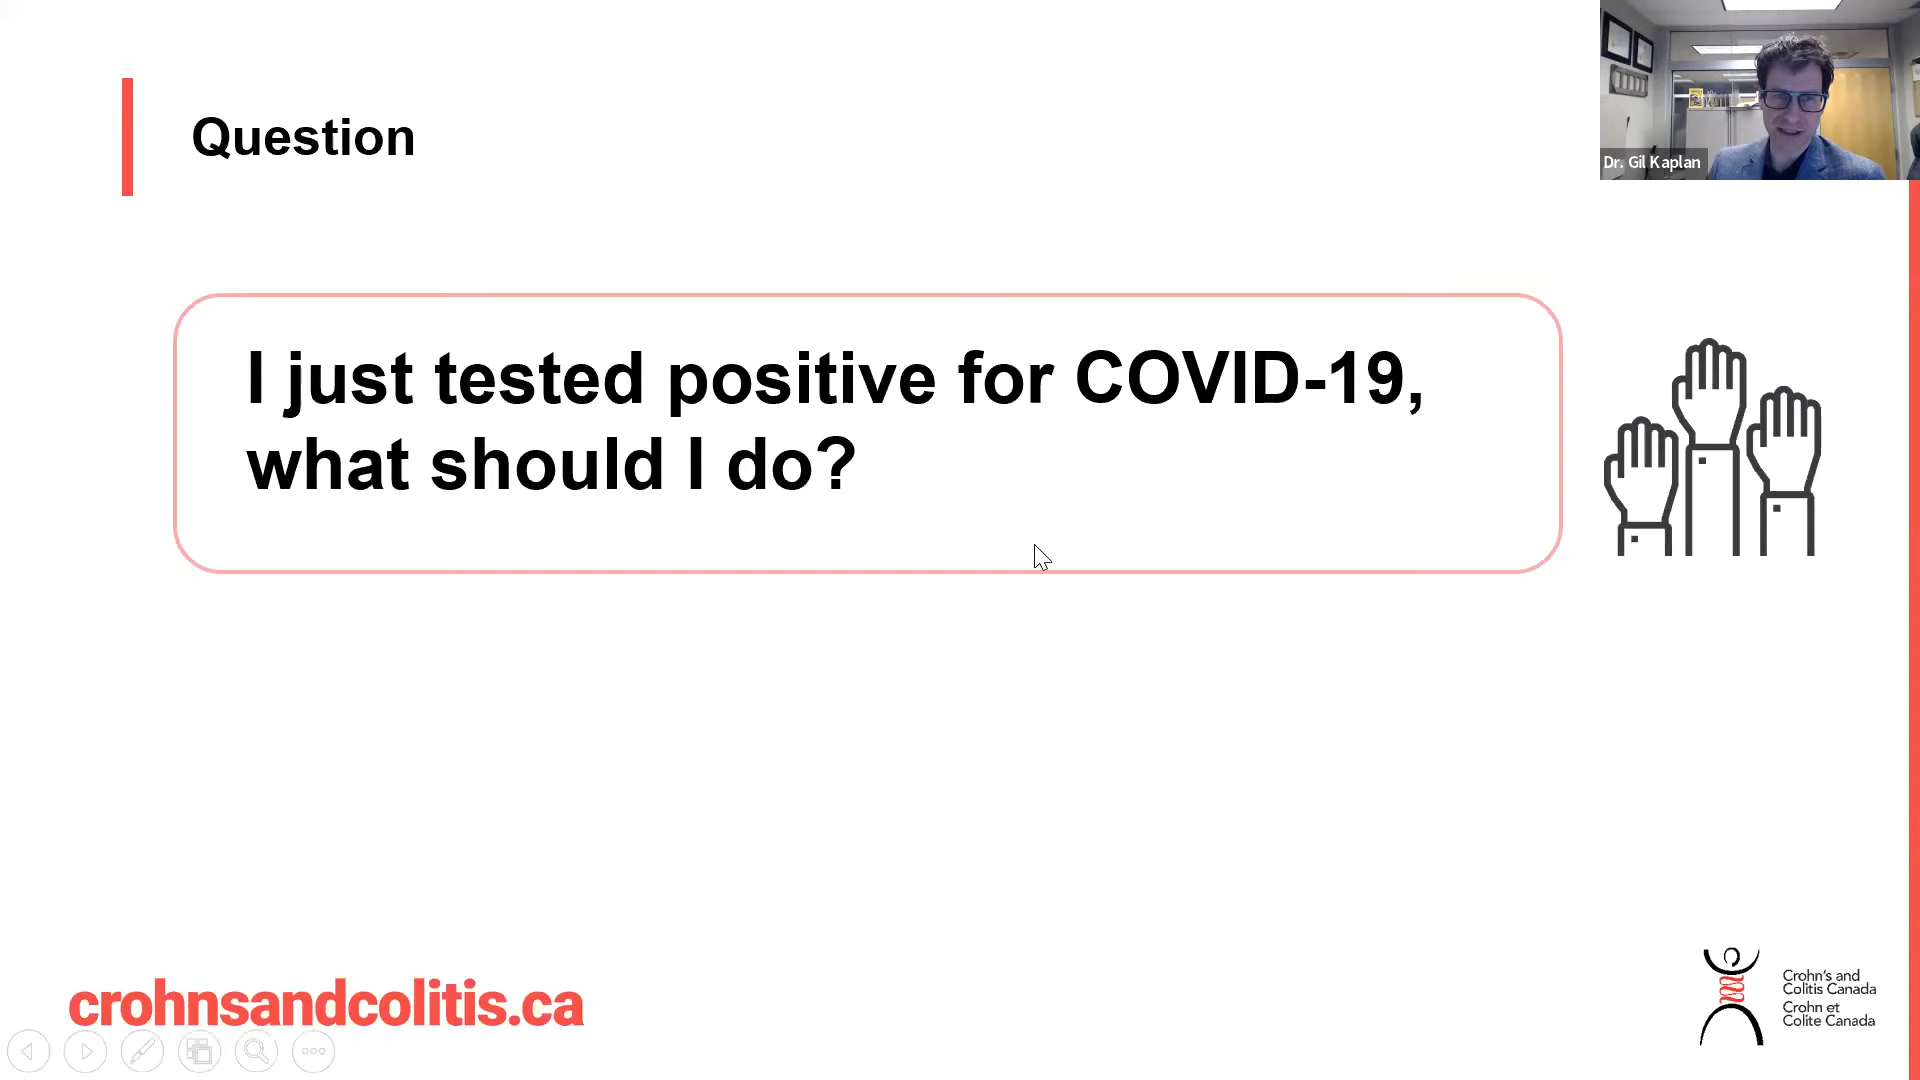 Question
Dr. Gil Kaplan
I just tested positive for COVID-19,
what should I do?
crohnsandcolitis.ca
Crohn's and
Colitis Canada
Crohn et
Colite Canada